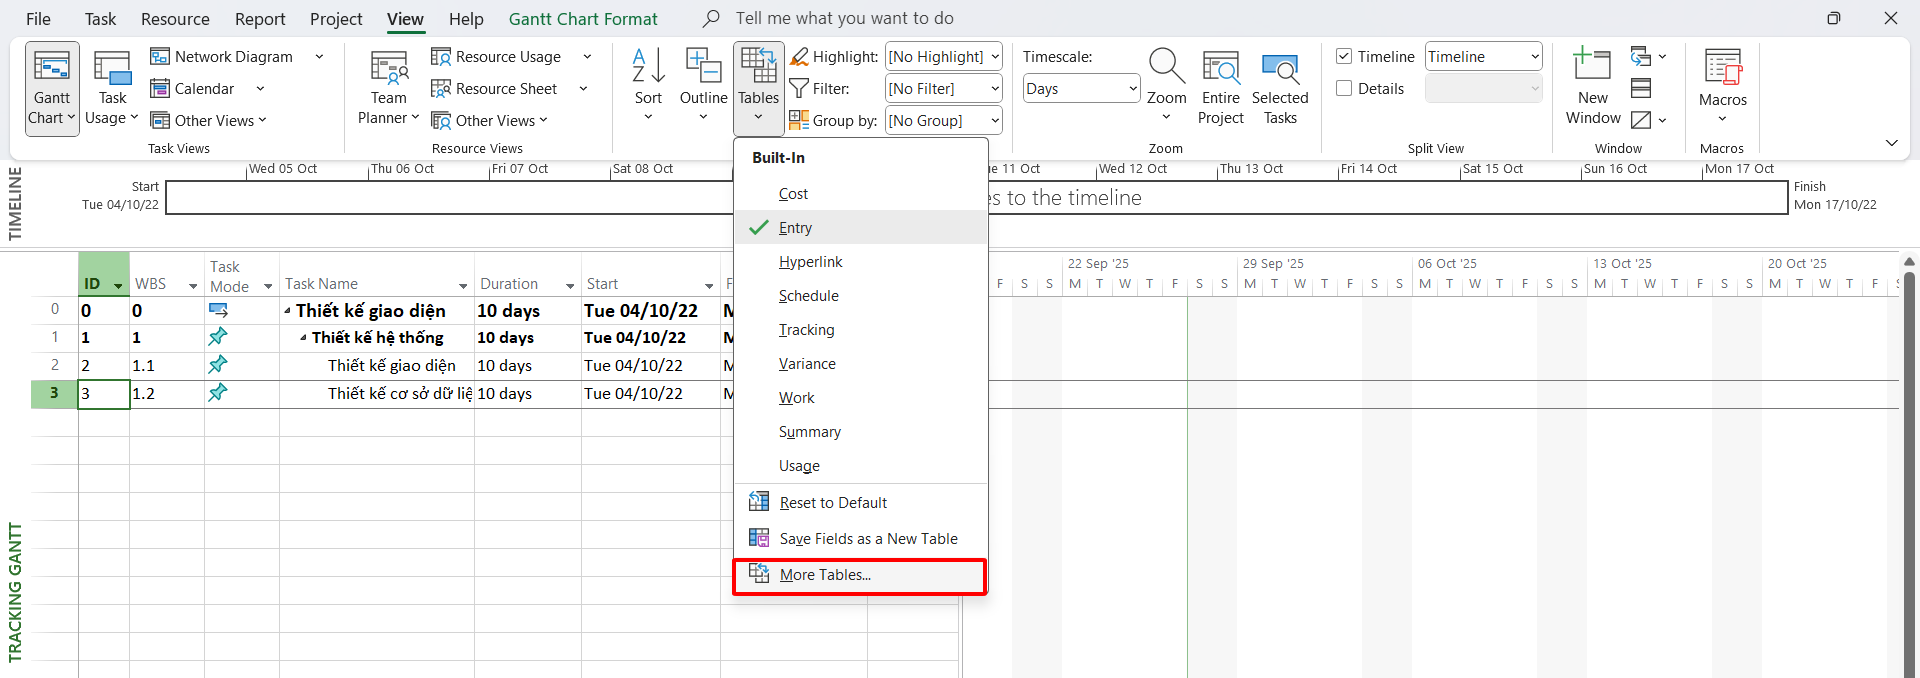 File Task Resource Report Project View Help Gantt Chart Format Tell me what you want to do
Gantt Chart
Task Usage
Network Diagram
Calendar
Other Views
Task Views
Team Planner
Resource Usage
Resource Sheet
Other Views
Resource Views
Sort
Outline
Tables
Highlight: [No Highlight]
Filter: [No Filter]
Group by: [No Group]
Timescale:
Days
Zoom
Entire Project
Selected Tasks
Zoom
Timeline Timeline
Details
Split View
New Window
Window
Macros
Macros
TIMELINE
Wed 05 Oct Thu 06 Oct Fri 07 Oct Sat 08 Oct ue 11 Oct Wed 12 Oct Thu 13 Oct Fri 14 Oct Sat 15 Oct Sun 16 Oct Mon 17 Oct
Start
Tue 04/10/22
es to the timeline
Finish
Mon 17/10/22
Built-In
Cost
Entry
Hyperlink
Schedule
Tracking
Variance
Work
Summary
Usage
Reset to Default
Save Fields as a New Table
More Tables...
ID WBS Task Mode Task Name Duration Start F
0 0 0 Thiết kế giao diện 10 days Tue 04/10/22 M
1 1 1 Thiết kế hệ thống 10 days Tue 04/10/22 M
2 2 1.1 Thiết kế giao diện 10 days Tue 04/10/22 M
3 3 1.2 Thiết kế cơ sở dữ liệ 10 days Tue 04/10/22 M
22 Sep '25 29 Sep '25 06 Oct '25 13 Oct '25 20 Oct '25
F S S M T W T F S S M T W T F S S M T W T F S S M T W T F S S M T W T F S
TRACKING GANTT